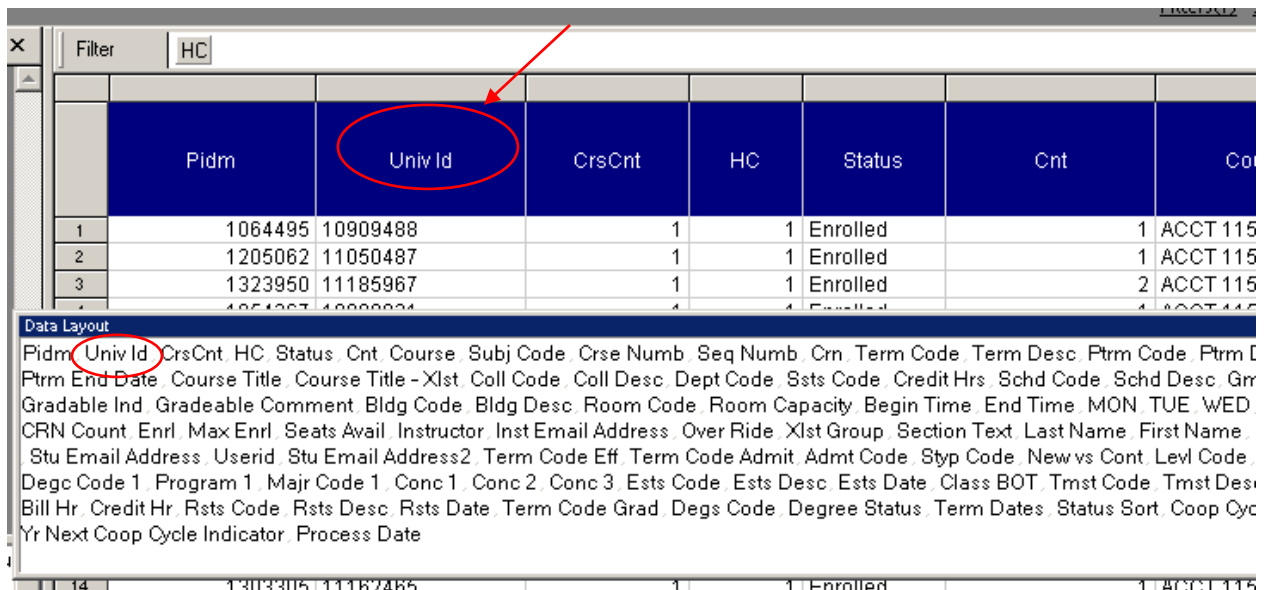 Filter HC
Pidm Univ Id CrsCnt HC Status Cnt
1 1064495 10909488 1 1 Enrolled 1 ACCT 115
2 1205062 11050487 1 1 Enrolled 1 ACCT 115
3 1323950 11185967 1 1 Enrolled 2 ACCT 115
Data Layout
Pidm, Univ Id, CrsCnt, HC, Status, Cnt, Course, Subj Code, Crse Numb, Seq Numb, Crn, Term Code, Term Desc, Ptrm Code, Ptrm
Ptrm End Date, Course Title, Course Title - Xlst, Coll Code, Coll Desc, Dept Code, Ssts Code, Credit Hrs, Schd Code, Schd Desc,
Gradable Ind, Gradeable Comment, Bldg Code, Bldg Desc, Room Code, Room Capacity, Begin Time, End Time, MON, TUE, WED,
CRN Count, Enrl, Max Enrl, Seats Avail, Instructor, Inst Email Address, Over Ride, Xlst Group, Section Text, Last Name, First Name,
, Stu Email Address, Userid, Stu Email Address2, Term Code Eff, Term Code Admit, Admt Code, Styp Code, New vs Cont, Levl Code,
Degc Code 1, Program 1, Majr Code 1, Conc 1, Conc 2, Conc 3, Ests Code, Ests Desc, Ests Date, Class BOT, Tmst Code, Tmst
Bill Hr, Credit Hr, Rsts Code, Rsts Desc, Rsts Date, Term Code Grad, Degs Code, Degree Status, Term Dates, Status Sort, Coop
Yr Next Coop Cycle Indicator, Process Date
14 1303305 11162465 1 1 Enrolled 1 ACCT 115